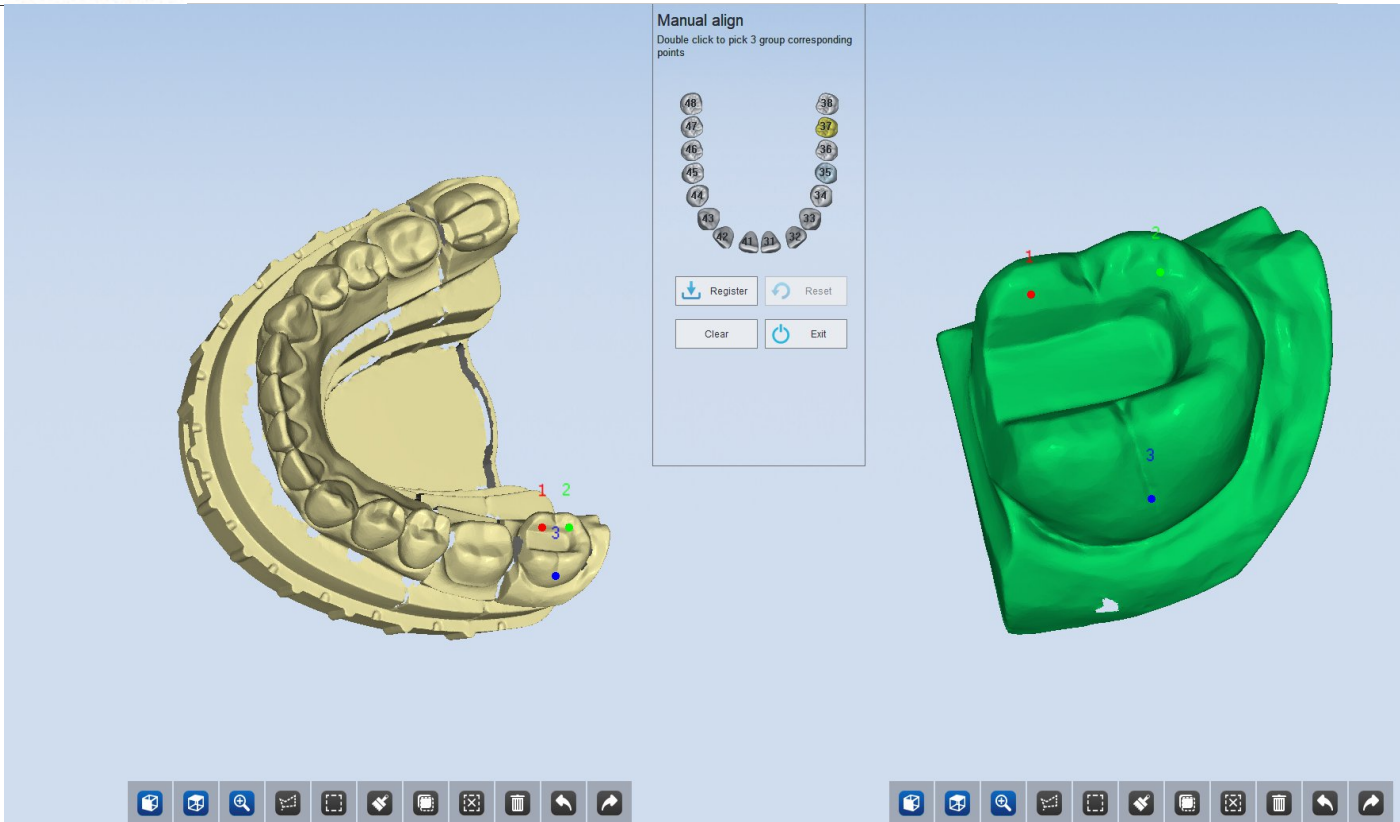 Manual align
Double click to pick 3 group corresponding
points
48 38
47 37
46 36
45 35
44 34
43 33
42 41 31 32
Register Reset
Clear Exit
1 2
3
1
2
3